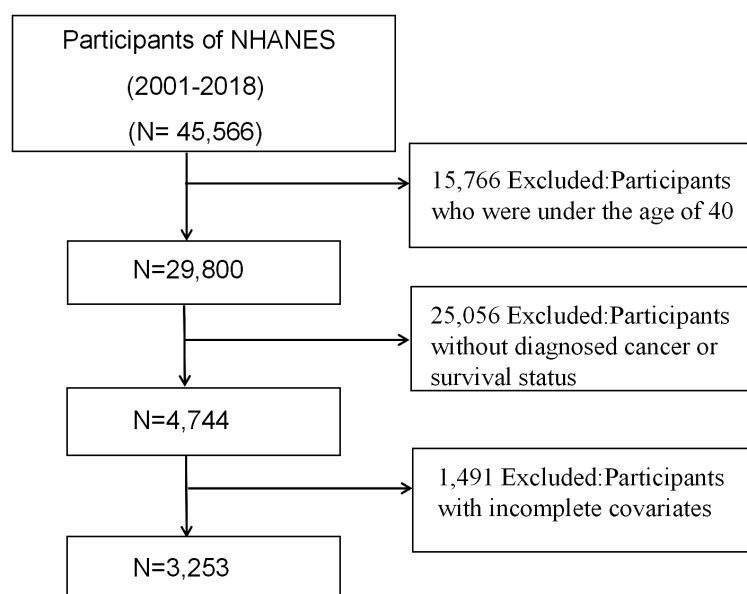 Participants of NHANES
(2001-2018)
(N= 45,566)
15,766 Excluded:Participants
who were under the age of 40
N=29,800
25,056 Excluded:Participants
without diagnosed cancer or
survival status
N=4,744
1,491 Excluded:Participants
with incomplete covariates
N=3,253